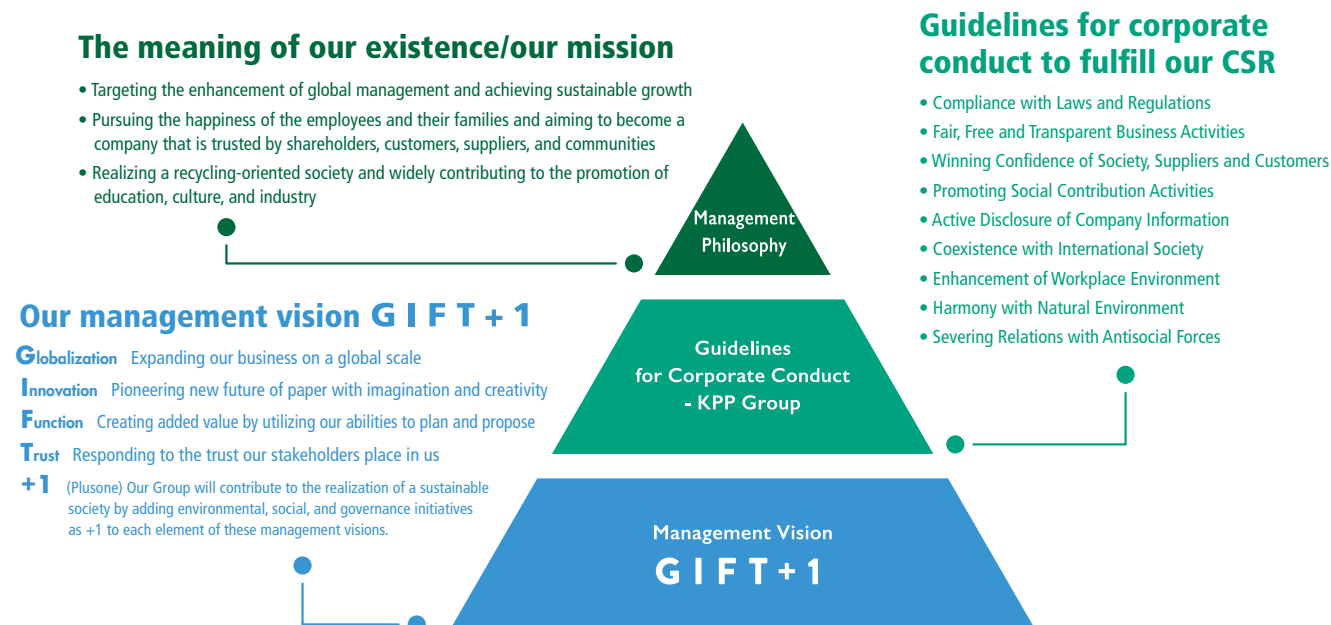 The meaning of our existence/our mission
• Targeting the enhancement of global management and achieving sustainable growth
• Pursuing the happiness of the employees and their families and aiming to become a
company that is trusted by shareholders, customers, suppliers, and communities
• Realizing a recycling-oriented society and widely contributing to the promotion of
education, culture, and industry
Guidelines for corporate
conduct to fulfill our CSR
• Compliance with Laws and Regulations
• Fair, Free and Transparent Business Activities
• Winning Confidence of Society, Suppliers and Customers
• Promoting Social Contribution Activities
• Active Disclosure of Company Information
• Coexistence with International Society
• Enhancement of Workplace Environment
• Harmony with Natural Environment
• Severing Relations with Antisocial Forces
Management
Philosophy
Our management vision G I F T + 1
Globalization Expanding our business on a global scale
Innovation Pioneering new future of paper with imagination and creativity
Function Creating added value by utilizing our abilities to plan and propose
Trust Responding to the trust our stakeholders place in us
+1 (Plusone) Our Group will contribute to the realization of a sustainable
society by adding environmental, social, and governance initiatives
as +1 to each element of these management visions.
Guidelines
for Corporate Conduct
- KPP Group
Management Vision
G I F T + 1